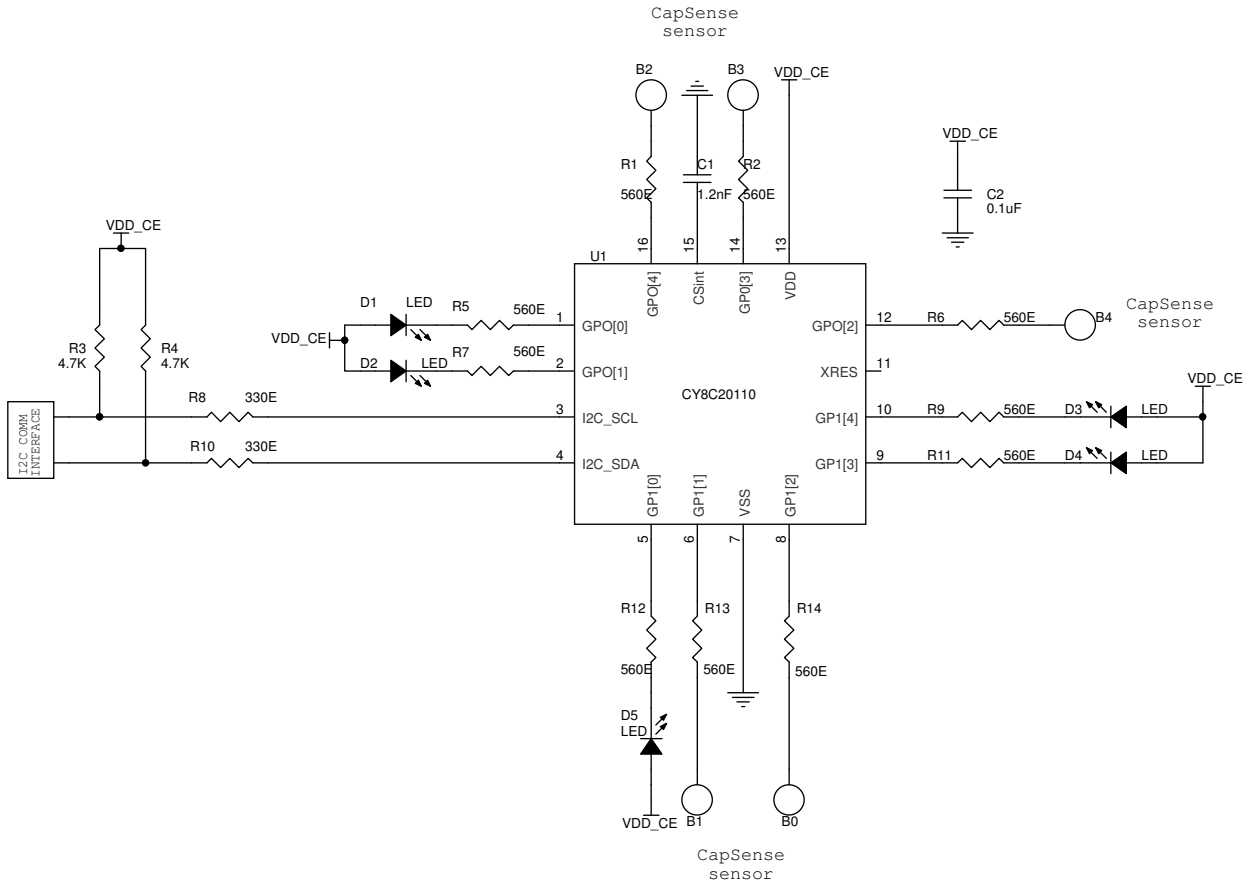 CapSense
sensor
B2
B3
VDD_CE
R1
560E
C1
1.2nF
R2
560E
VDD_CE
C2
0.1uF
VDD_CE
R3
4.7K
R4
4.7K
16
15
14
13
U1
GPO[4]
CSint
GP0[3]
VDD
D1
LED
R5
560E
1
GPO[0]
VDD_CE
D2
LED
R7
560E
2
GPO[1]
R8
330E
3
I2C_SCL
R10
330E
4
I2C_SDA
I2C COMM
INTERFACE
CY8C20110
GPO[2]
12
R6
560E
B4
CapSense
sensor
XRES
11
VDD_CE
GP1[4]
10
R9
560E
D3
LED
GP1[3]
9
R11
560E
D4
LED
GP1[0]
GP1[1]
VSS
GP1[2]
5
6
7
8
R12
560E
R13
560E
R14
560E
D5
LED
VDD_CE
B1
B0
CapSense
sensor